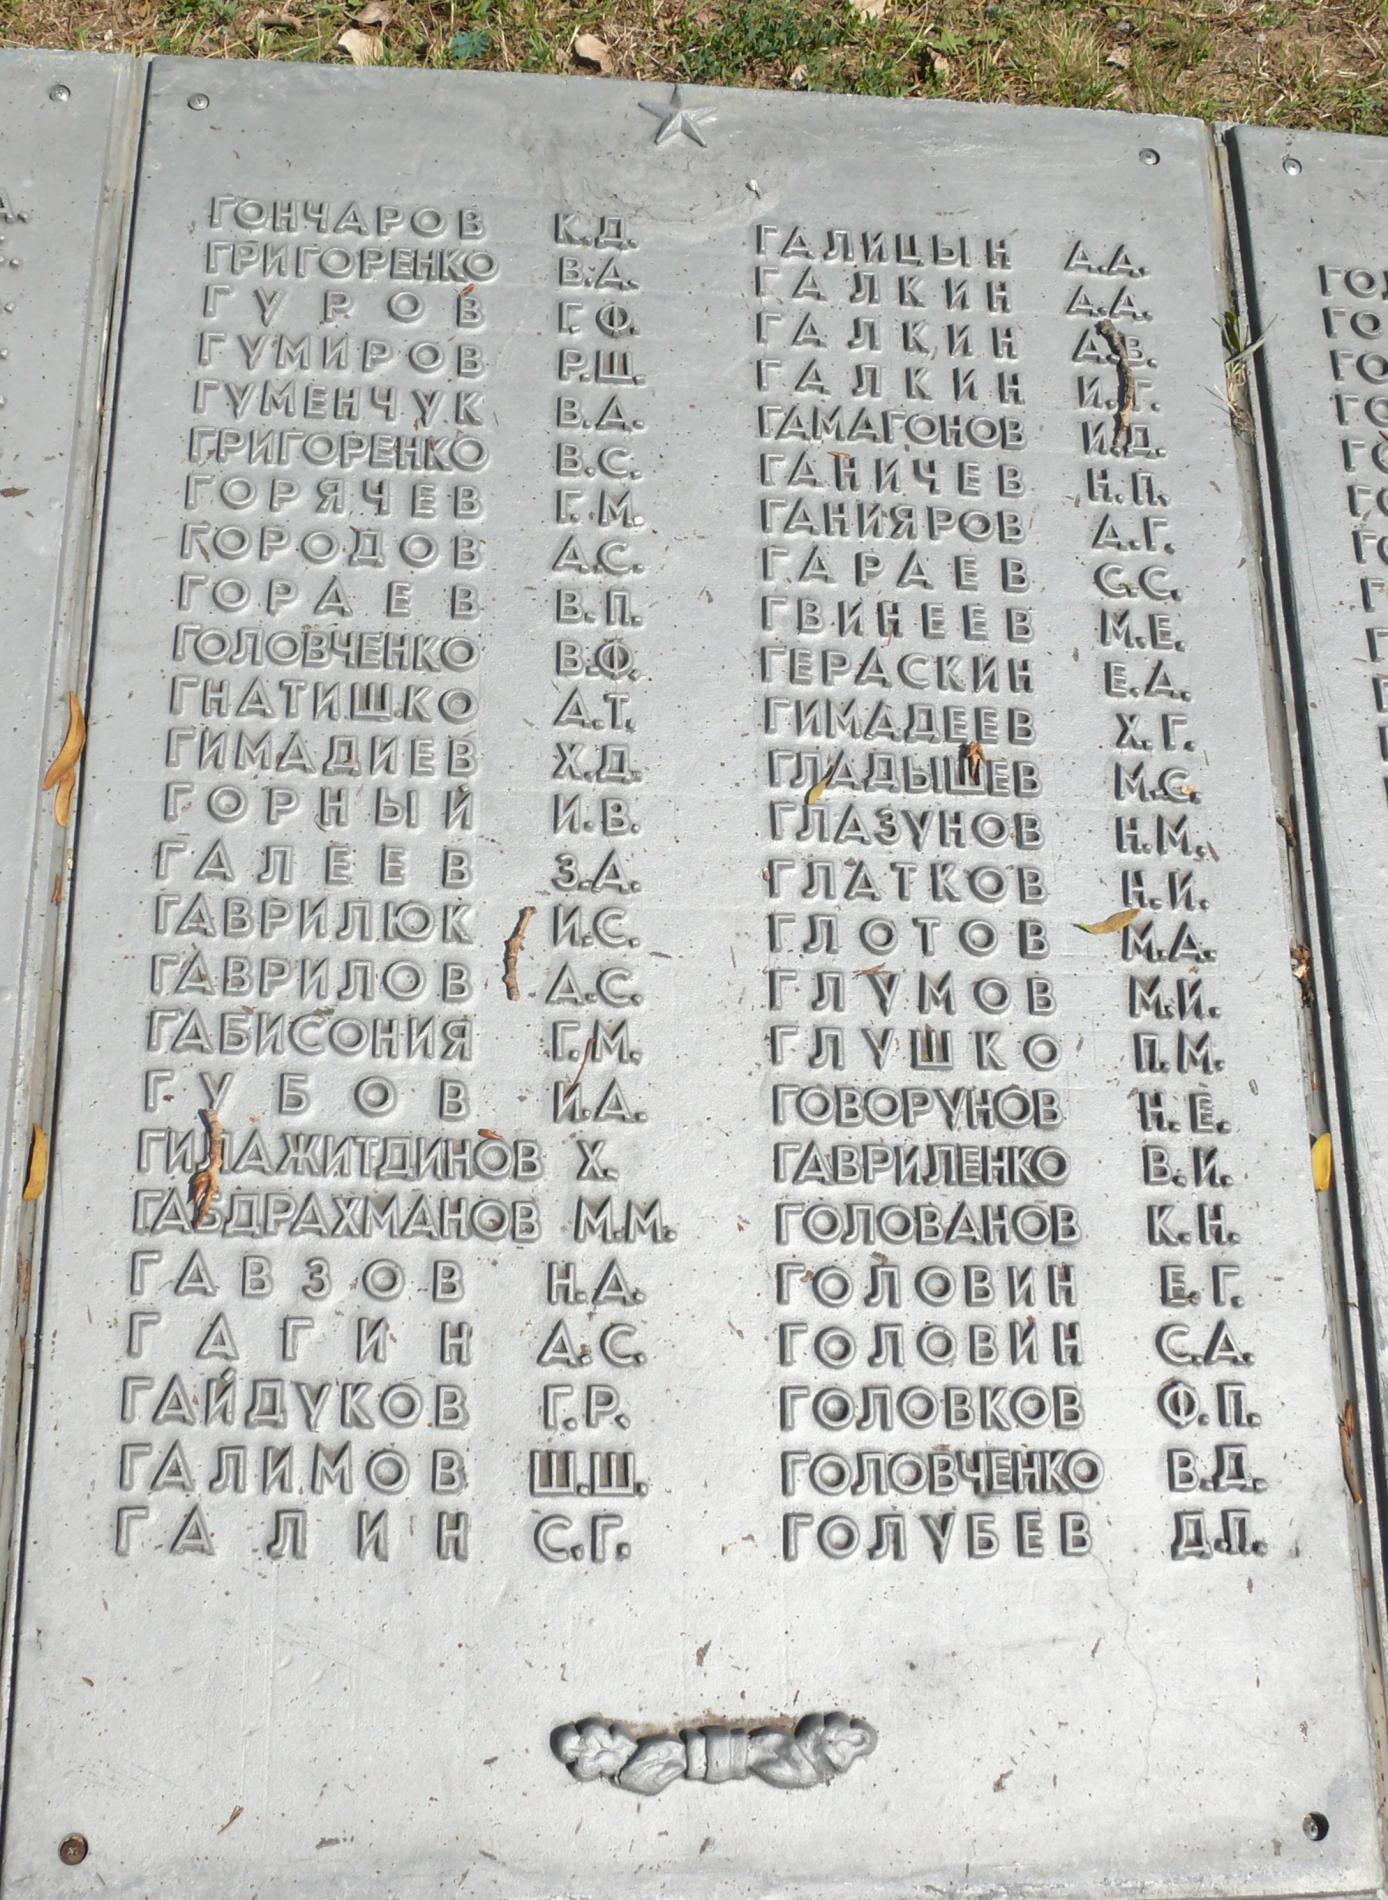 ГОНЧАРОВ К.Д.
ГРИГОРЕНКО В.А.
ГУРОВ Г.Ф.
ГУМИРОВ Р.Ш.
ГУМЕНЧУК В.А.
ГРИГОРЕНКО В.С.
ГОРЯЧЕВ Г.М.
ГОРОДОВ А.С.
ГОРАЕВ В.П.
ГОЛОВЧЕНКО В.Ф.
ГНАТИШКО А.Т.
ГИМАДИЕВ Х.Д.
ГОРНЫЙ И.В.
ГАЛЕЕВ З.А.
ГАВРИЛЮК И.С.
ГАВРИЛОВ А.С.
ГАБИСОНИЯ Г.М.
ГУБОВ И.А.
ГИЛАЖИТДИНОВ Х.
ГАБДРАХМАНОВ М.М.
ГАВЗОВ Н.А.
ГАГИН А.С.
ГАЙДУКОВ Г.Р.
ГАЛИМОВ Ш.Ш.
ГАЛИН С.Г.
ГАЛИЦЫН А.А.
ГАЛКИН А.А.
ГАЛКИН А.В.
ГАЛКИН И.Г.
ГАМАГОНОВ И.Д.
ГАНИЧЕВ Н.П.
ГАНИЯРОВ А.Г.
ГАРАЕВ С.С.
ГВИНЕЕВ М.Е.
ГЕРАСКИН Е.А.
ГИМАДЕЕВ Х.Г.
ГЛАДЫШЕВ М.С.
ГЛАЗУНОВ Н.М.
ГЛАТКОВ Н.И.
ГЛОТОВ М.А.
ГЛУМОВ М.И.
ГЛУШКО П.М.
ГОВОРУНОВ Н.Е.
ГАВРИЛЕНКО В.И.
ГОЛОВАНОВ К.Н.
ГОЛОВИН Е.Г.
ГОЛОВИН С.А.
ГОЛОВКОВ Ф.П.
ГОЛОВЧЕНКО В.Д.
ГОЛУБЕВ Д.П.